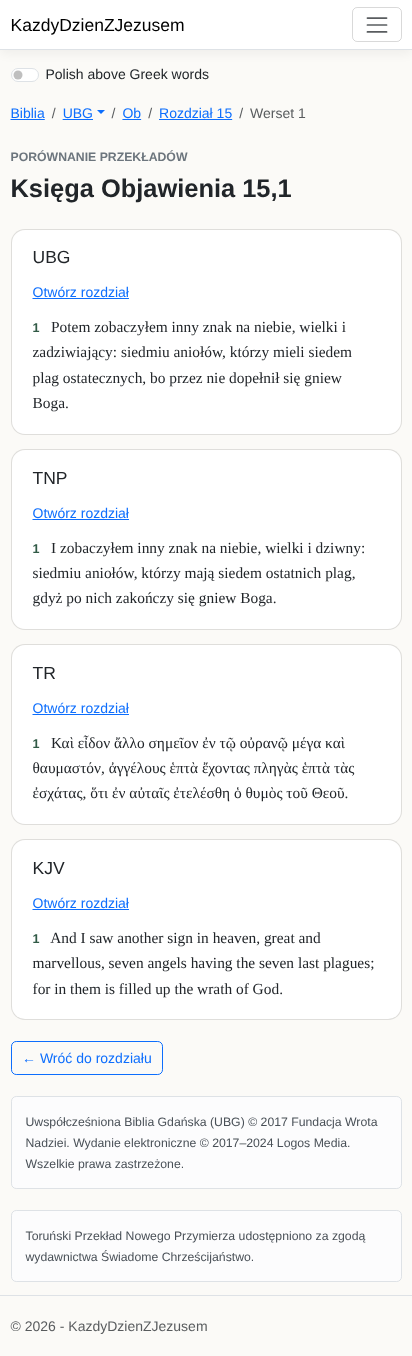 KazdyDzienZJezusem
Polish above Greek words
Biblia / UBG / Ob / Rozdział 15 / Werset 1
PORÓWNANIE PRZEKŁADÓW
Księga Objawienia 15,1
UBG
Otwórz rozdział
1 Potem zobaczyłem inny znak na niebie, wielki i
zadziwiający: siedmiu aniołów, którzy mieli siedem
plag ostatecznych, bo przez nie dopełnił się gniew
Boga.
TNP
Otwórz rozdział
1 I zobaczyłem inny znak na niebie, wielki i dziwny:
siedmiu aniołów, którzy mają siedem ostatnich plag,
gdyż po nich zakończy się gniew Boga.
TR
Otwórz rozdział
1 Καὶ εἶδον ἄλλο σημεῖον ἐν τῷ οὐρανῷ μέγα καὶ
θαυμαστόν, ἀγγέλους ἑπτὰ ἔχοντας πληγὰς ἑπτὰ τὰς
ἐσχάτας, ὅτι ἐν αὐταῖς ἐτελέσθη ὁ θυμὸς τοῦ Θεοῦ.
KJV
Otwórz rozdział
1 And I saw another sign in heaven, great and
marvellous, seven angels having the seven last plagues;
for in them is filled up the wrath of God.
← Wróć do rozdziału
Uwspółcześniona Biblia Gdańska (UBG) © 2017 Fundacja Wrota
Nadziei. Wydanie elektroniczne © 2017–2024 Logos Media.
Wszelkie prawa zastrzeżone.
Toruński Przekład Nowego Przymierza udostępniono za zgodą
wydawnictwa Świadome Chrześcijaństwo.
© 2026 - KazdyDzienZJezusem